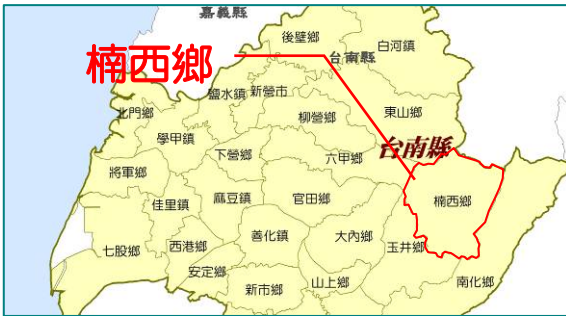 嘉義縣
後壁鄉
白河鎮
台南縣
楠西鄉
鹽水鎮
新營市
北門鄉
柳營鄉
東山鄉
學甲鎮
台南縣
下營鄉
六甲鄉
將軍鄉
佳里鎮
麻豆鎮
官田鄉
楠西鄉
七股鄉
西港鄉
善化鎮
大內鄉
玉井鄉
安定鄉
新市鄉
山上鄉
南化鄉